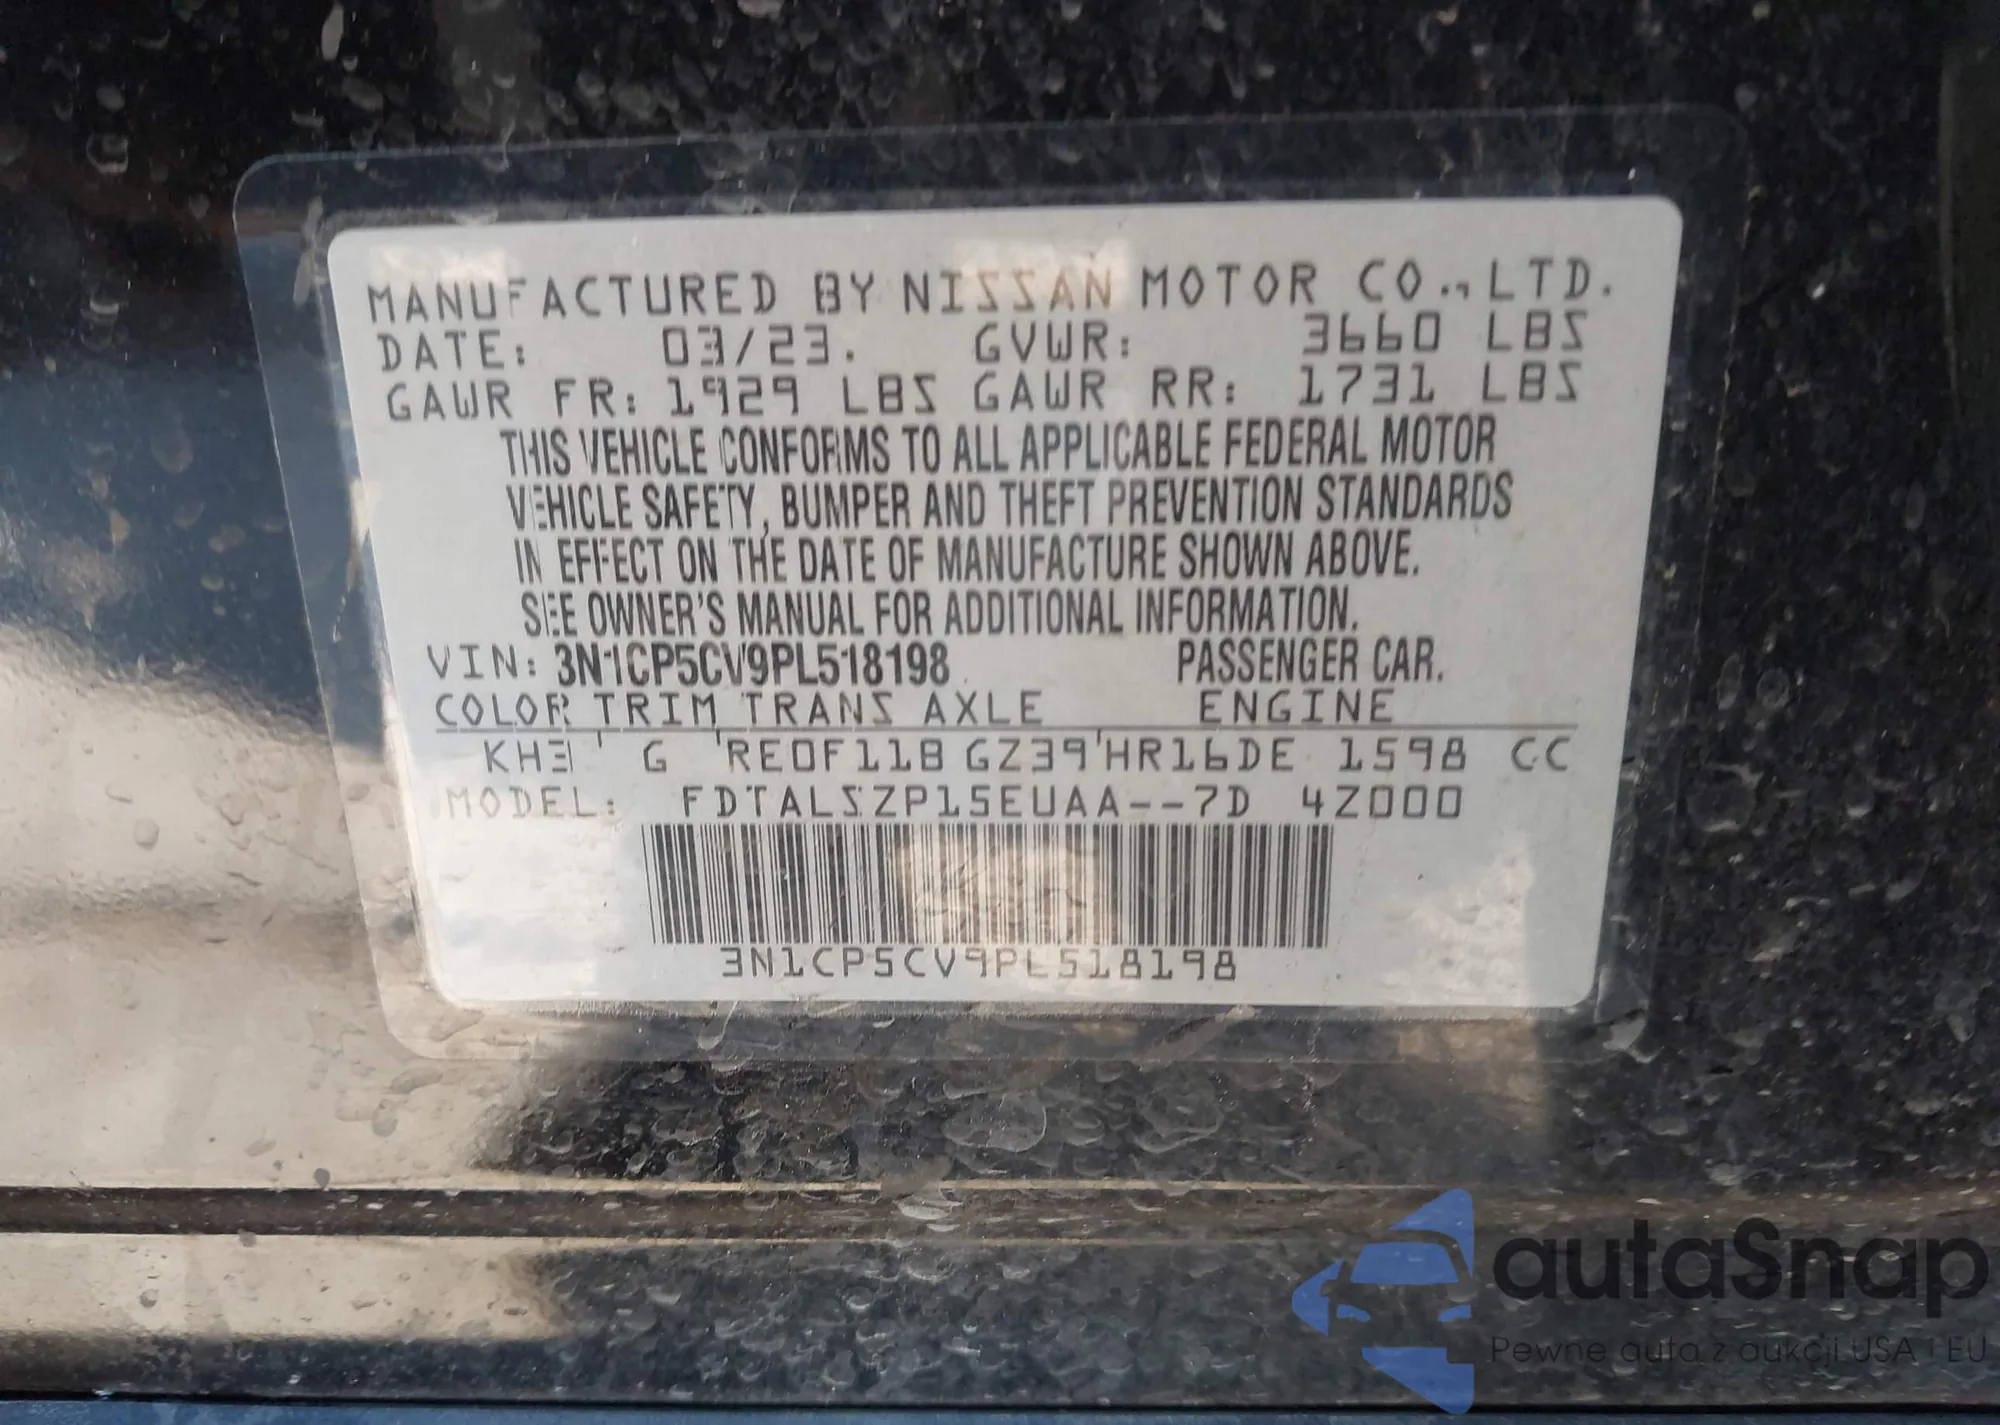 MANUFACTURED BY NISSAN MOTOR CO., LTD.
DATE: 03/23. GVWR: 3660 LBS
GAWR FR: 1929 LBS GAWR RR: 1731 LBS
THIS VEHICLE CONFORMS TO ALL APPLICABLE FEDERAL MOTOR
VEHICLE SAFETY, BUMPER AND THEFT PREVENTION STANDARDS
IN EFFECT ON THE DATE OF MANUFACTURE SHOWN ABOVE.
SEE OWNER'S MANUAL FOR ADDITIONAL INFORMATION.
VIN: 3N1CP5CV9PL518198 PASSENGER CAR.
COLOR TRIM TRANS AXLE ENGINE
KH3 ' G 'RE0F11B GZ39'HR16DE 1598 CC
MODEL: FDTALSZP15EUAA--7D 4Z000
3N1CP5CV9PL518198
autaSnap
Pewne auta z aukcji USA i EU